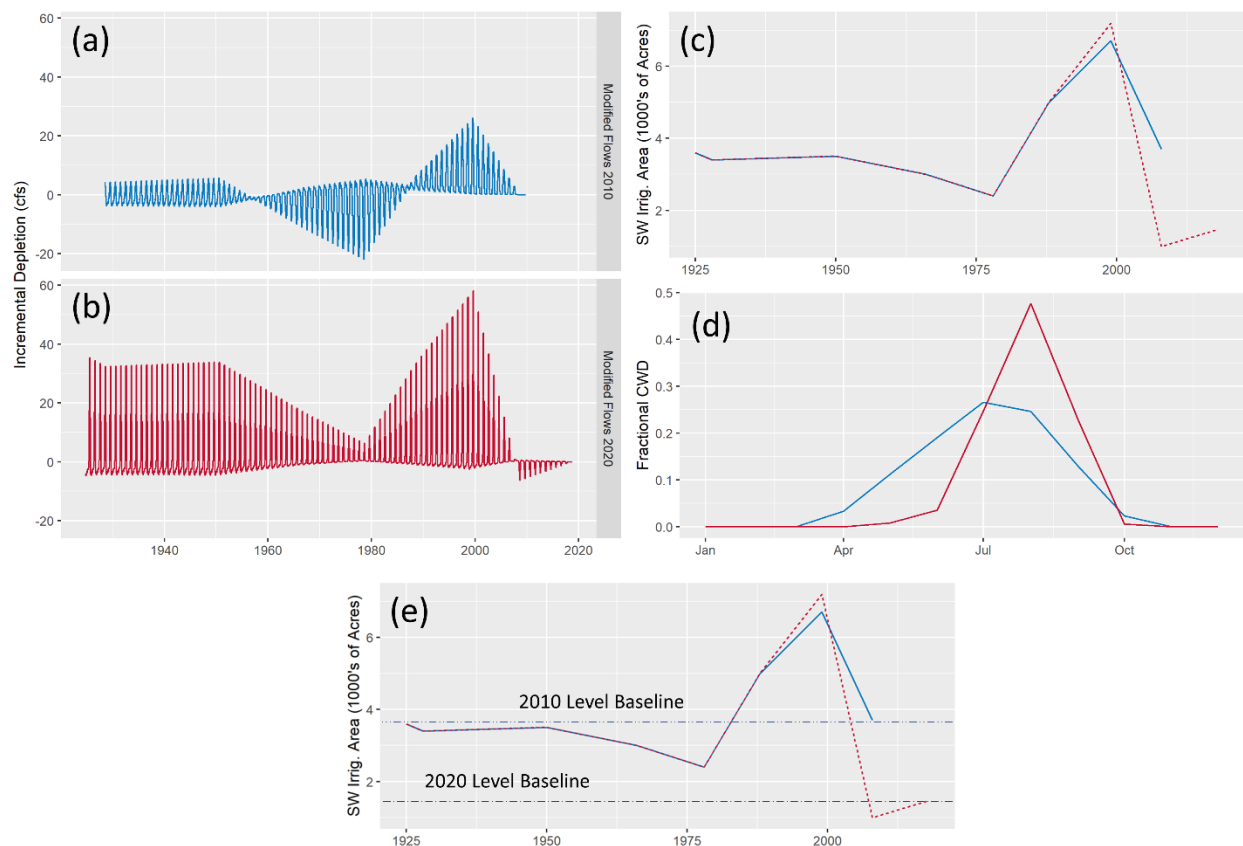 (a)
60
40
20
0
-20
Modified Flows 2010
Incremental Depletion (cfs)
(b)
60
40
20
0
-20
Modified Flows 2020
1940 1960 1980 2000 2020
(c)
SW Irrig. Area (1000's of Acres)
6
4
2
1925 1950 1975 2000
(d)
Fractional CWD
0.5
0.4
0.3
0.2
0.1
0.0
Jan Apr Jul Oct
(e)
SW Irrig. Area (1000's of Acres)
6
4
2
2010 Level Baseline
2020 Level Baseline
1925 1950 1975 2000